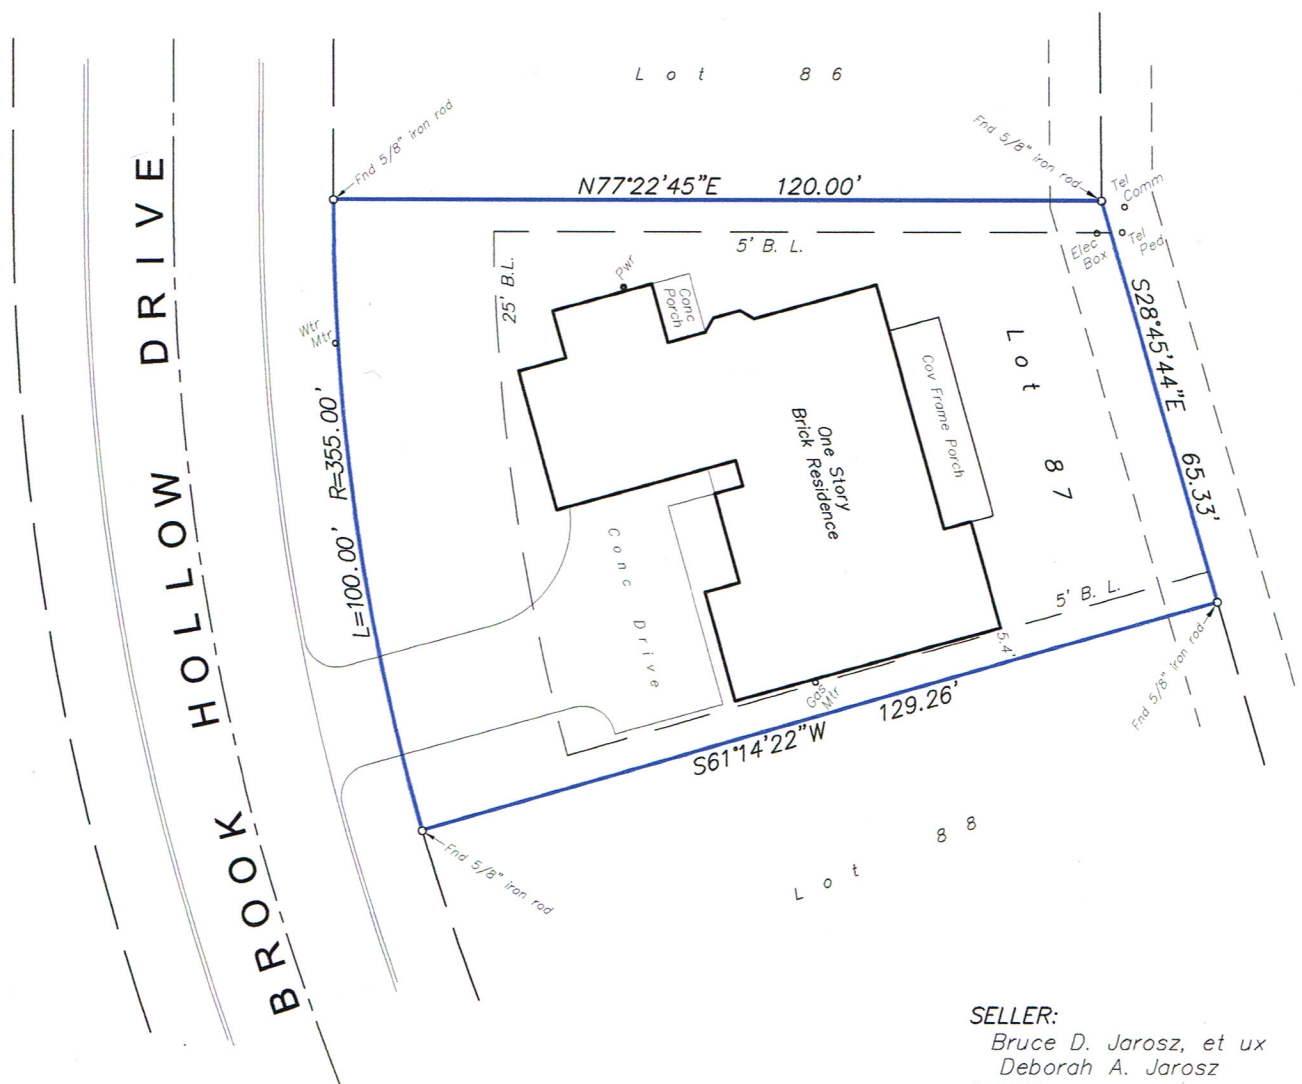 Lot 86
Fnd 5/8" iron rod
Fnd 5/8" iron rod
N77°22'45"E 120.00'
Tel
Comm
Elec
Box
Tel
Ped
5' B. L.
25' B.L.
Pwr
Conc
Porch
Wtr
Mtr
S28°45'44"E 65.33'
Lot 87
Cov Frame Porch
One Story
Brick Residence
L=100.00' R=355.00'
Conc Drive
5' B. L.
5.4'
Gas
Mtr
S61°14'22"W 129.26'
Fnd 5/8" iron rod
Fnd 5/8" iron rod
Lot 88
BROOK HOLLOW DRIVE
SELLER:
Bruce D. Jarosz, et ux
Deborah A. Jarosz